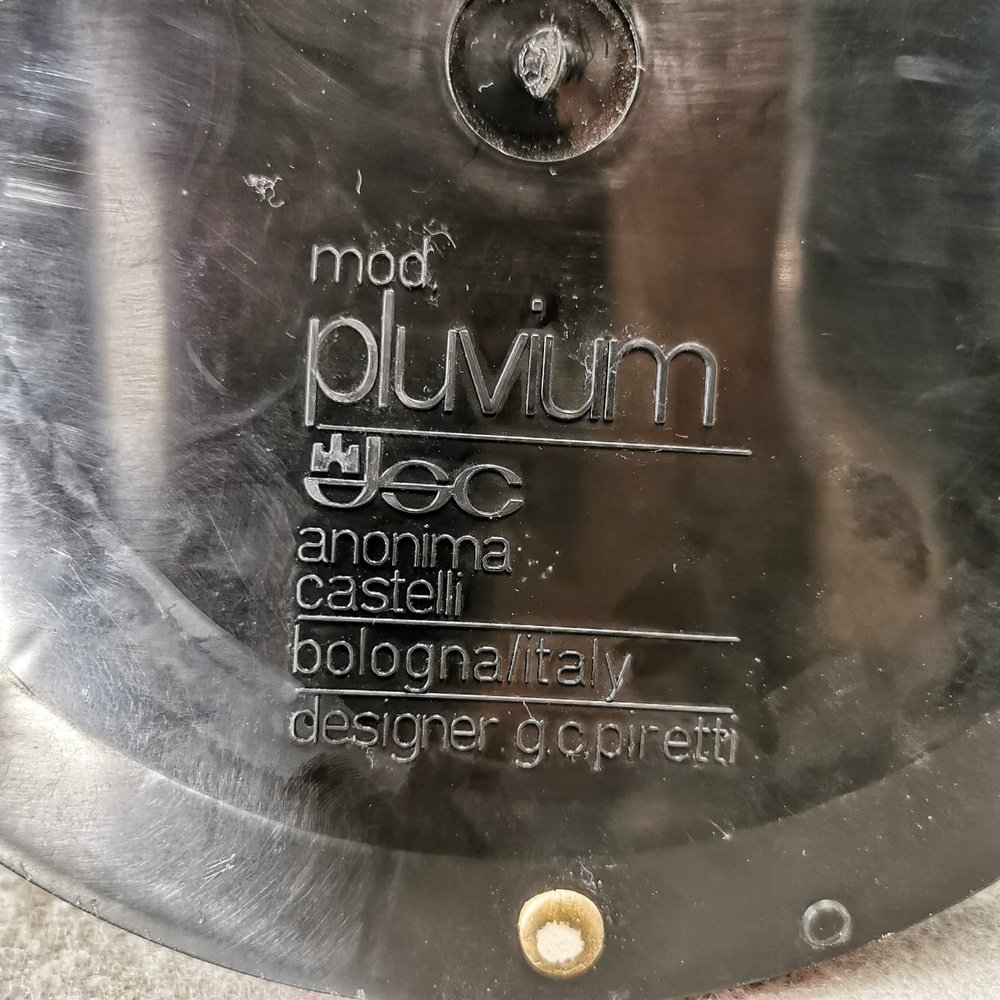 mod.
pluvium
anonima
castelli
bologna/italy
designer g.c.piretti